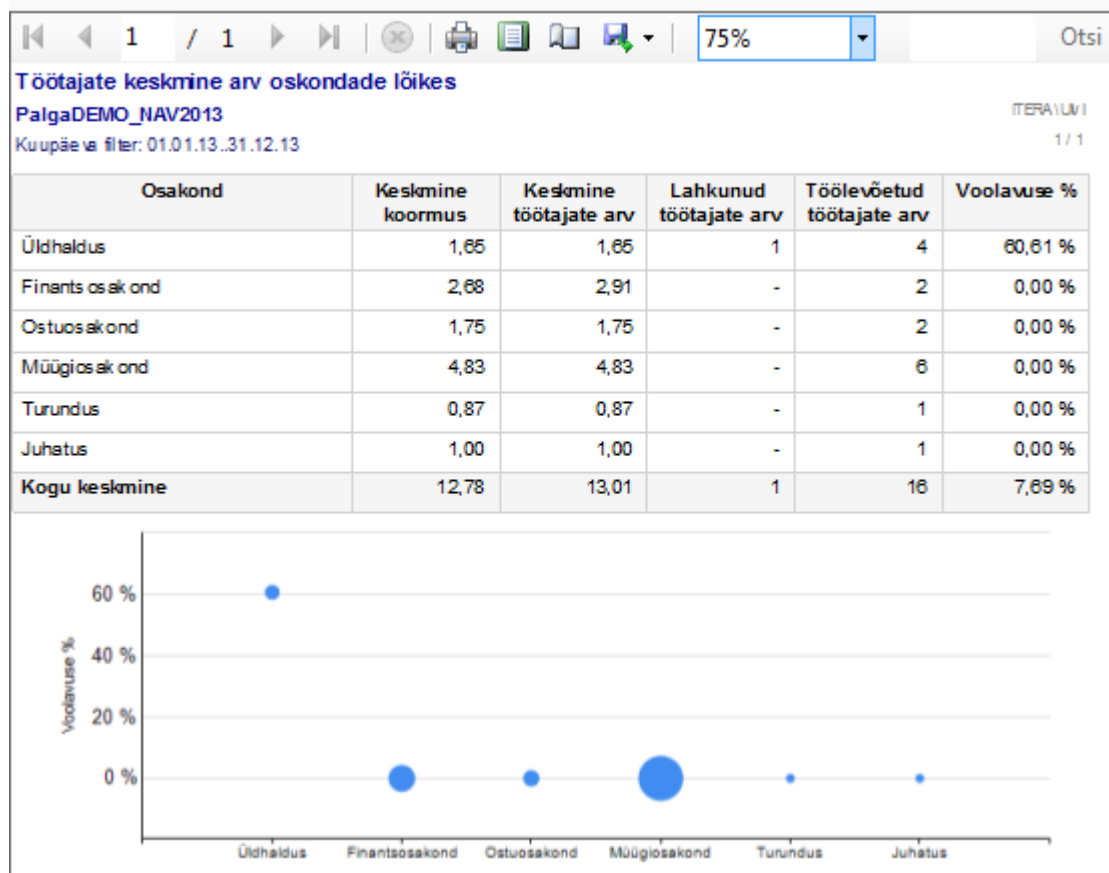 1 / 1 75% Otsi
Töötajate keskmine arv oskondade lõikes
PalgaDEMO_NAV2013
Kuupäeva filter: 01.01.13..31.12.13
1 / 1
Osakond Keskmine koormus Keskmine töötajate arv Lahkunud töötajate arv Töölevõetud töötajate arv Voolavuse %
Üldhaldus 1,65 1,65 1 4 60,61 %
Finantsosakond 2,68 2,91 - 2 0,00 %
Ostuosakond 1,75 1,75 - 2 0,00 %
Müügiosakond 4,83 4,83 - 6 0,00 %
Turundus 0,87 0,87 - 1 0,00 %
Juhatus 1,00 1,00 - 1 0,00 %
Kogu keskmine 12,78 13,01 1 16 7,69 %
Voolavuse %
60 %
40 %
20 %
0 %
Üldhaldus Finantsosakond Ostuosakond Müügiosakond Turundus Juhatus